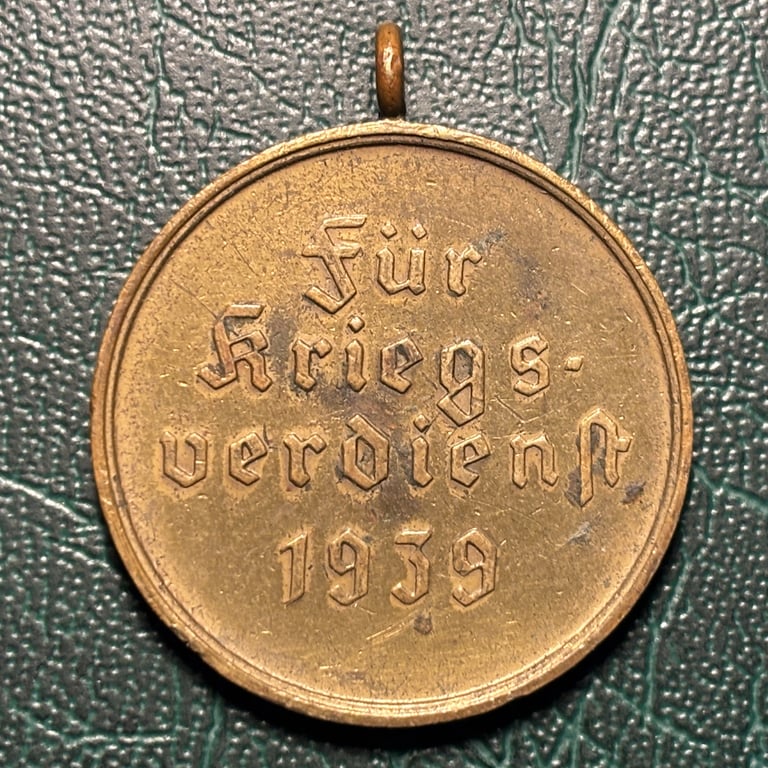 Für
Kriegs-
verdienst
1939